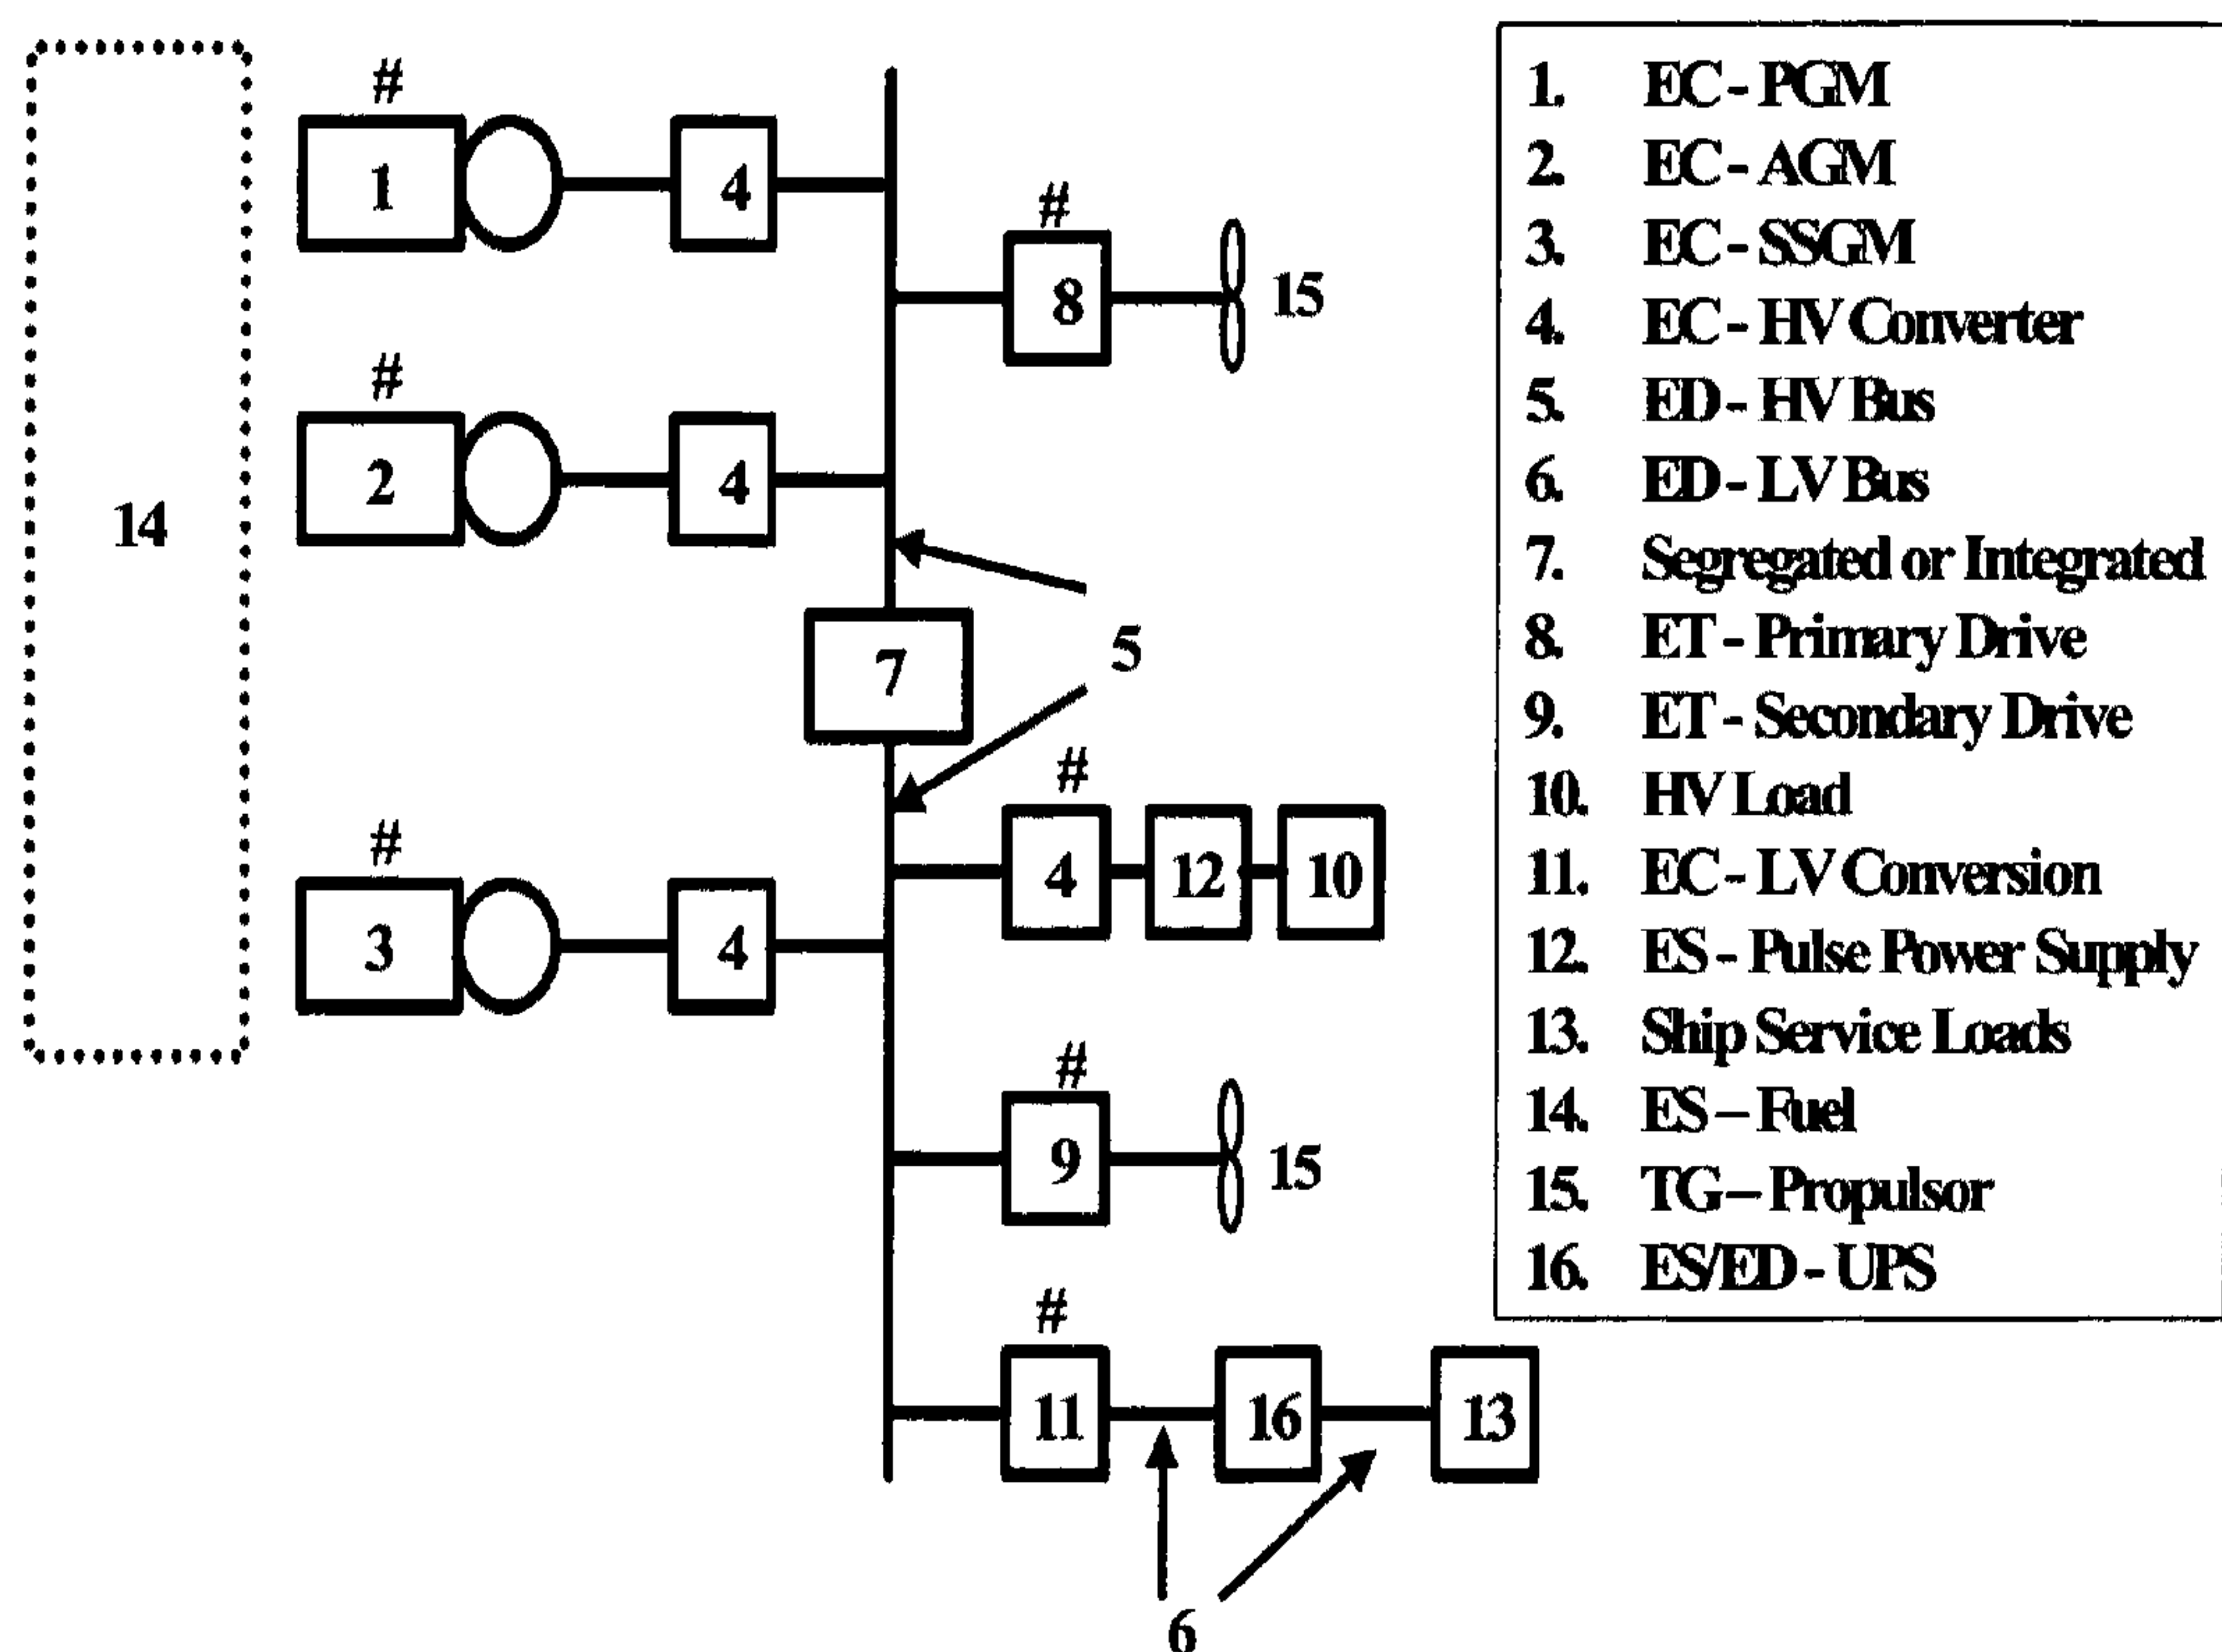 #
1
4
#
8
15
#
2
4
14
5
7
#
#
3
4
4
12
10
#
9
15
#
11
16
13
6
1. EC - PGM
2. EC - AGM
3. EC - SSGM
4. EC - HV Converter
5. ED - HV Bus
6. ED - LV Bus
7. Segregated or Integrated
8. ET - Primary Drive
9. ET - Secondary Drive
10. HV Load
11. EC - LV Conversion
12. ES - Pulse Power Supply
13. Ship Service Loads
14. ES – Fuel
15. TG – Propulsor
16. ES/ED - UPS